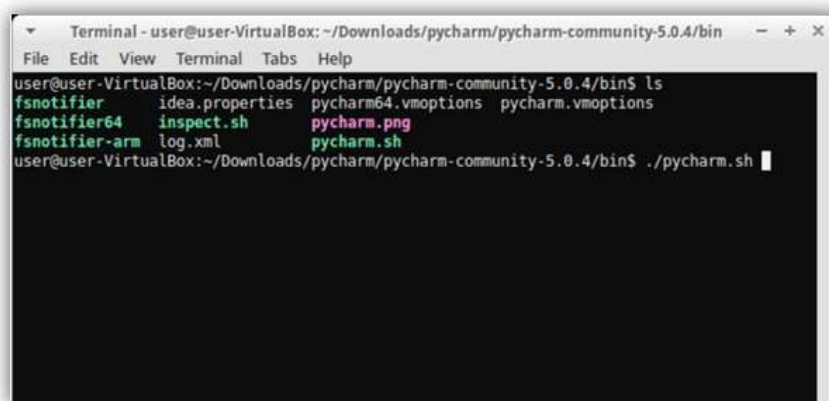 Terminal - user@user-VirtualBox: ~/Downloads/pycharm/pycharm-community-5.0.4/bin
File Edit View Terminal Tabs Help
user@user-VirtualBox:~/Downloads/pycharm/pycharm-community-5.0.4/bin$ ls
fsnotifier idea.properties pycharm64.vmoptions pycharm.vmoptions
fsnotifier64 inspect.sh pycharm.png
fsnotifier-arm log.xml pycharm.sh
user@user-VirtualBox:~/Downloads/pycharm/pycharm-community-5.0.4/bin$ ./pycharm.sh